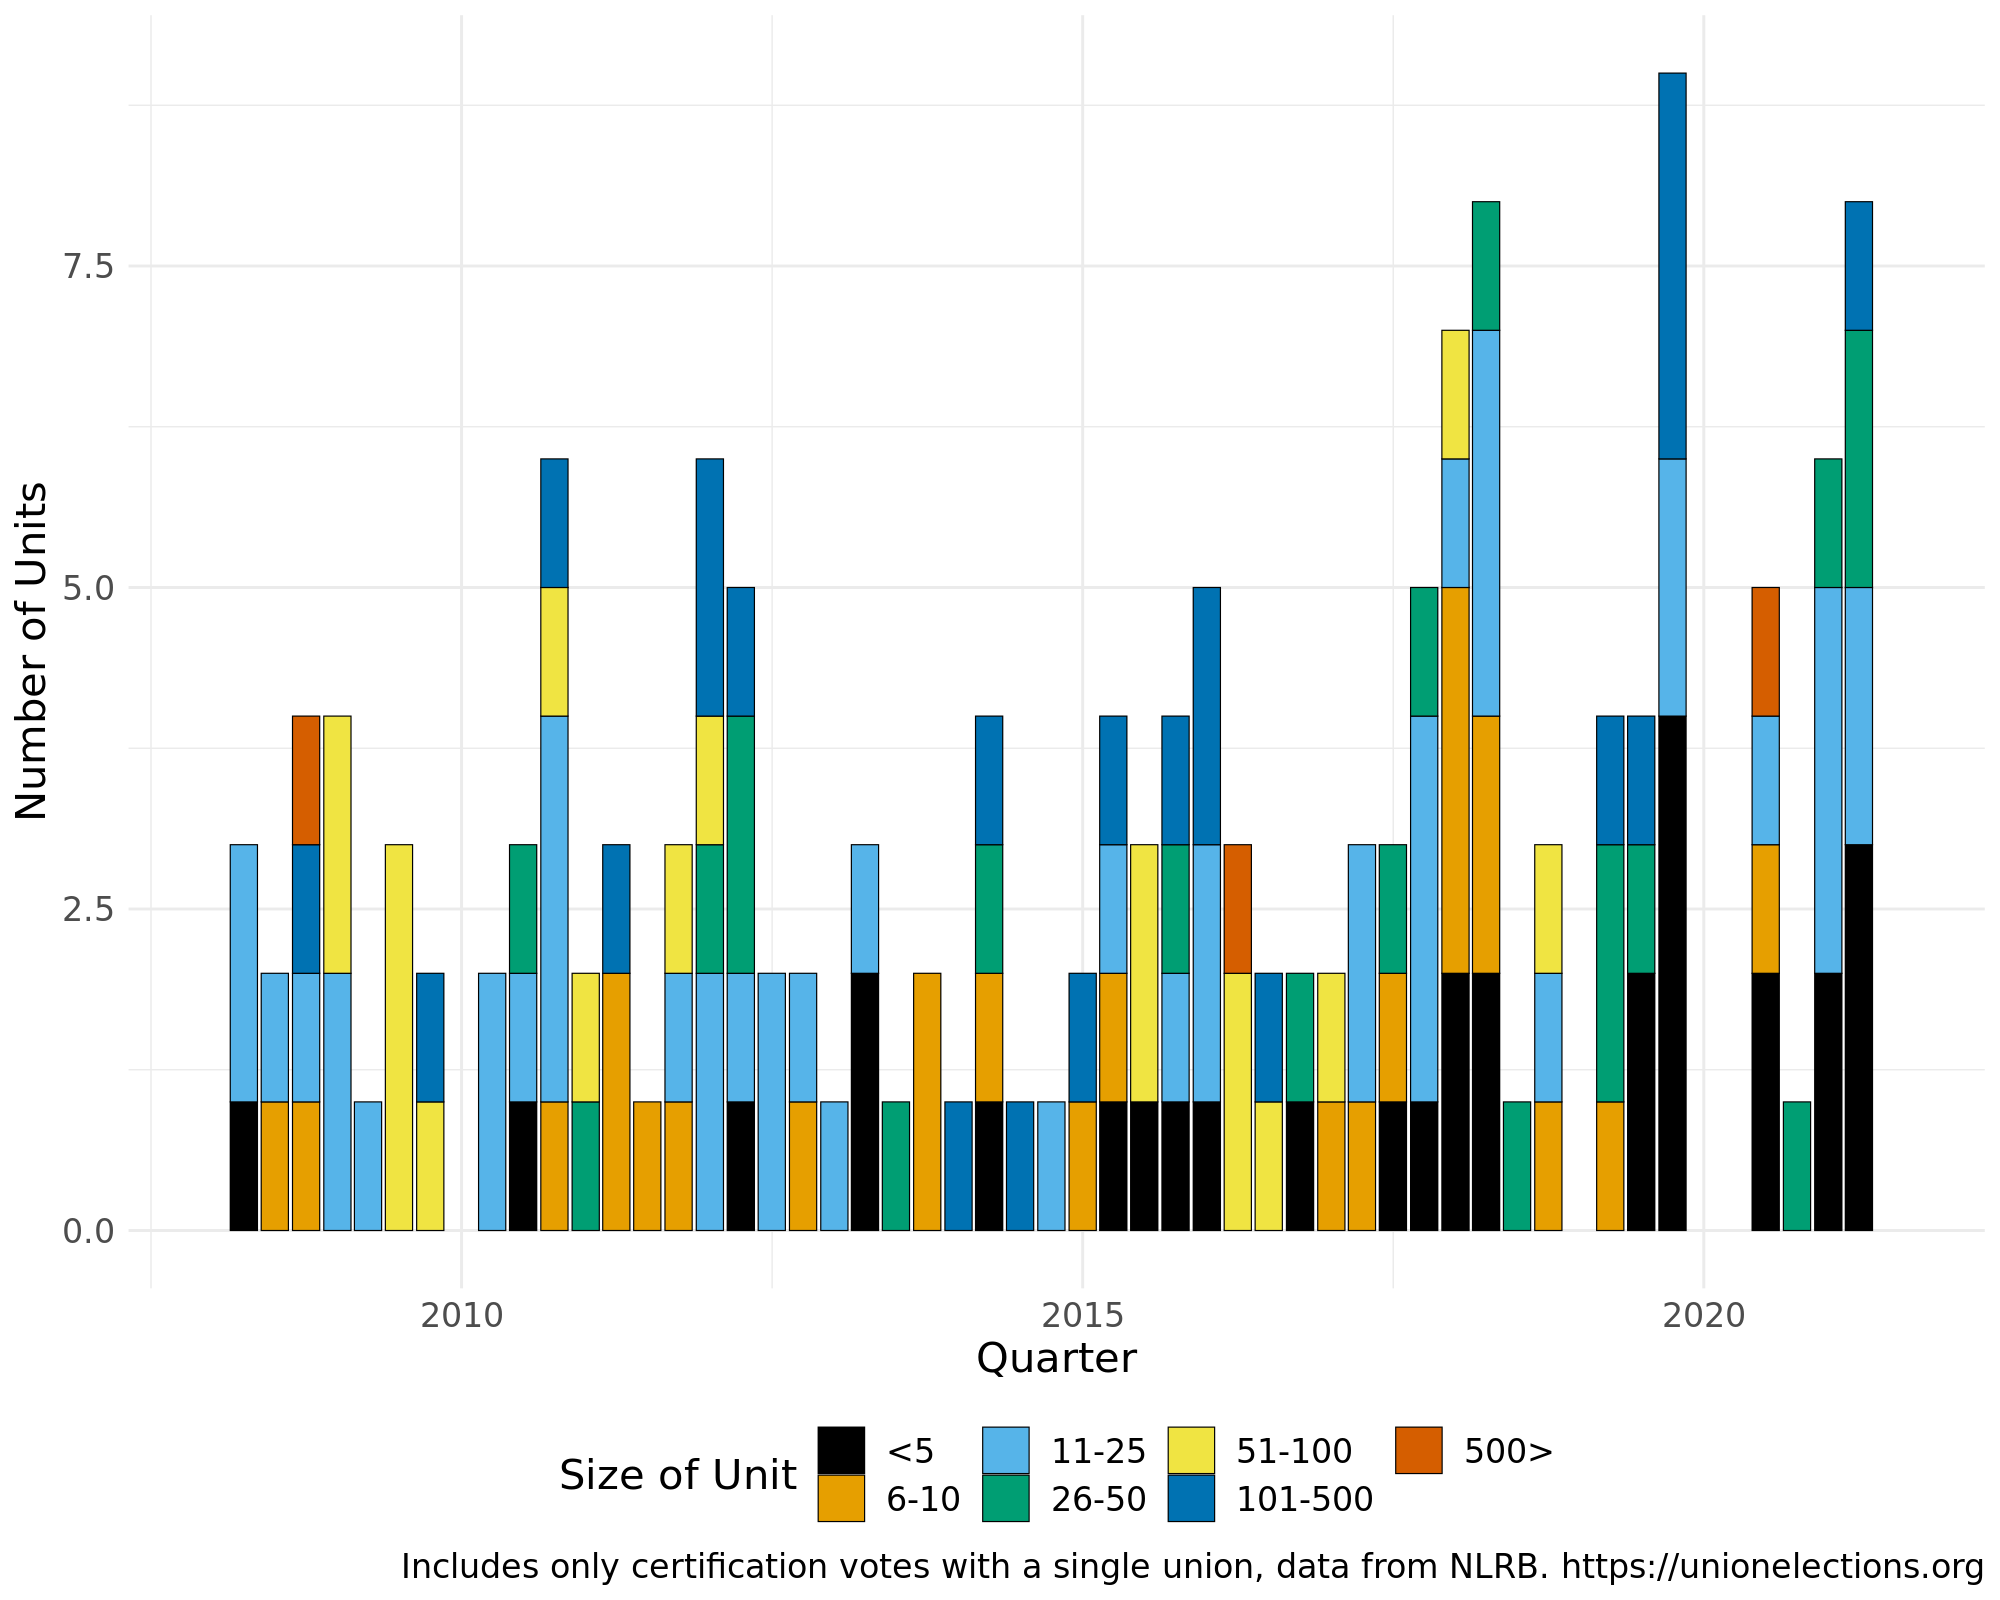 Number of Units
7.5
5.0
2.5
0.0
2010 2015 2020
Quarter
Size of Unit
<5 11-25 51-100 500>
6-10 26-50 101-500
Includes only certification votes with a single union, data from NLRB. https://unionelections.org